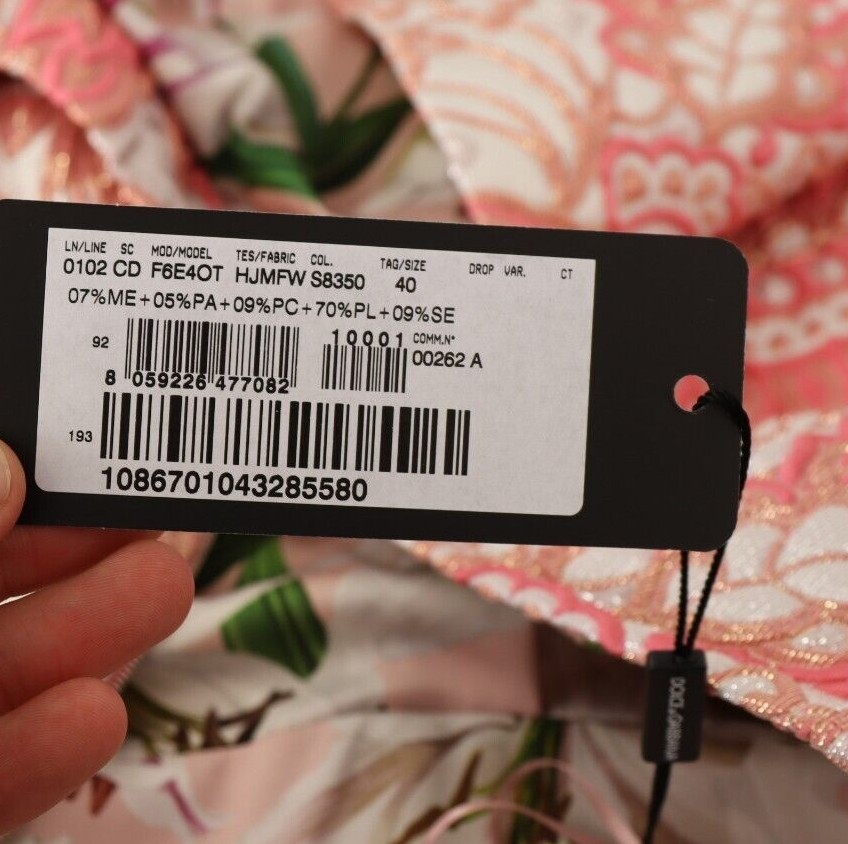 LN/LINE SC MOD/MODEL TES/FABRIC COL. TAG/SIZE DROP VAR. CT
0102 CD F6E4OT HJMFW S8350 40
07%ME+05%PA+09%PC+70%PL+09%SE
92 10001 COMM.N°
00262 A
8 059226 477082
193
1086701043285580
DOLCE&GABBANA